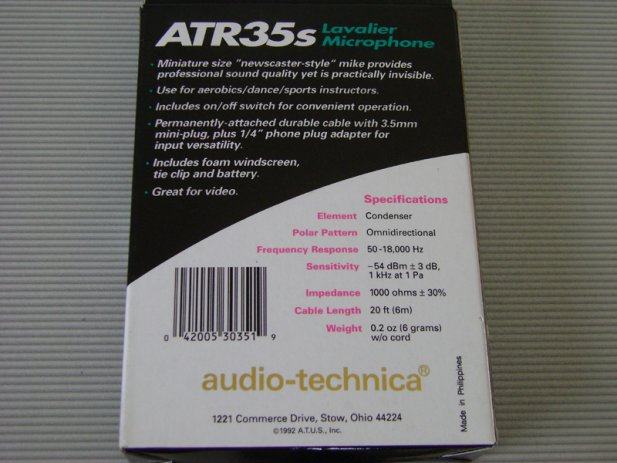 ATR35s Lavalier
Microphone
• Miniature size "newscaster-style" mike provides
professional sound quality yet is practically invisible.
• Use for aerobics/dance/sports instructors.
• Includes on/off switch for convenient operation.
• Permanently-attached durable cable with 3.5mm
mini-plug, plus 1/4" phone plug adapter for
input versatility.
• Includes foam windscreen,
tie clip and battery.
• Great for video.
Specifications
Element Condenser
Polar Pattern Omnidirectional
Frequency Response 50-18,000 Hz
Sensitivity –54 dBm ± 3 dB,
1 kHz at 1 Pa
Impedance 1000 ohms ± 30%
Cable Length 20 ft (6m)
Weight 0.2 oz (6 grams)
w/o cord
0 42005 30351 9
audio-technica®
Made in Philippines
1221 Commerce Drive, Stow, Ohio 44224
©1992 A.T.U.S., Inc.